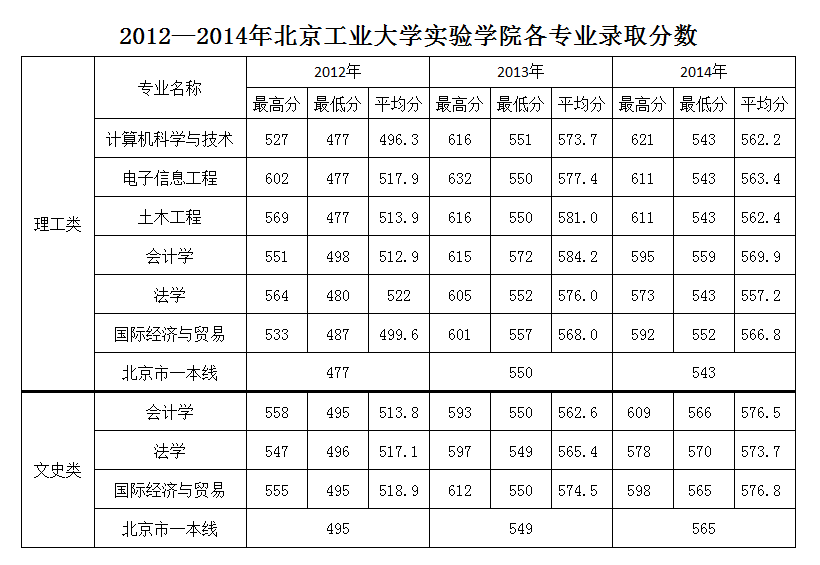 2012—2014年北京工业大学实验学院各专业录取分数
专业名称 2012年 2013年 2014年
最高分 最低分 平均分 最高分 最低分 平均分 最高分 最低分 平均分
理工类
计算机科学与技术 527 477 496.3 616 551 573.7 621 543 562.2
电子信息工程 602 477 517.9 632 550 577.4 611 543 563.4
土木工程 569 477 513.9 616 550 581.0 611 543 562.4
会计学 551 498 512.9 615 572 584.2 595 559 569.9
法学 564 480 522 605 552 576.0 573 543 557.2
国际经济与贸易 533 487 499.6 601 557 568.0 592 552 566.8
北京市一本线 477 550 543
文史类
会计学 558 495 513.8 593 550 562.6 609 566 576.5
法学 547 496 517.1 597 549 565.4 578 570 573.7
国际经济与贸易 555 495 518.9 612 550 574.5 598 565 576.8
北京市一本线 495 549 565